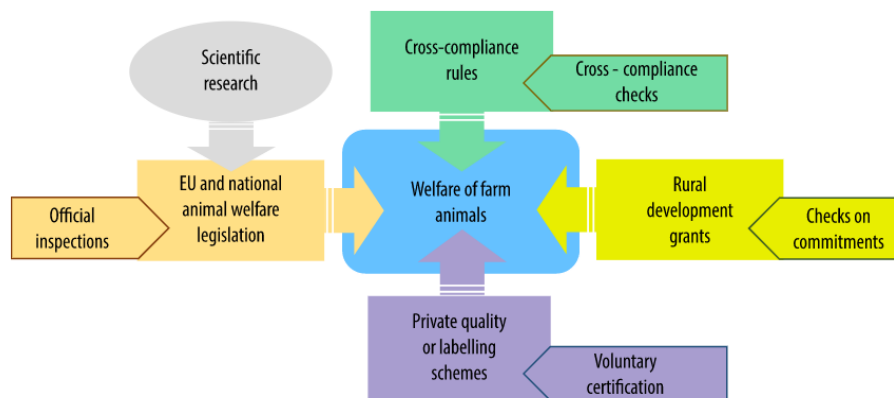 Scientific
research
Cross-compliance
rules
Cross - compliance
checks
Official
inspections
EU and national
animal welfare
legislation
Welfare of farm
animals
Rural
development
grants
Checks on
commitments
Private quality
or labelling
schemes
Voluntary
certification